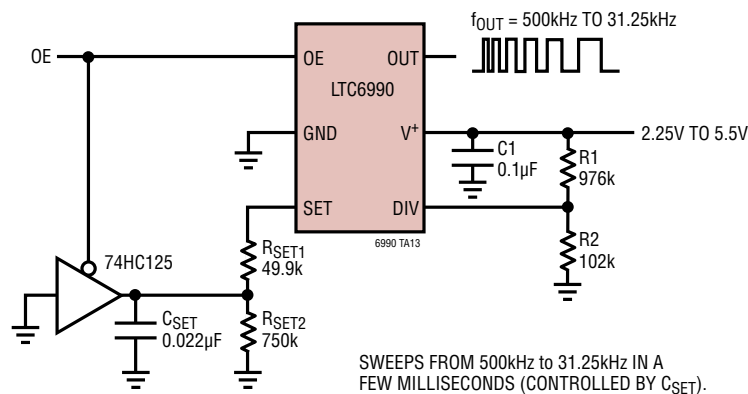 fOUT = 500kHz TO 31.25kHz
OE
OE
OUT
LTC6990
GND
V+
2.25V TO 5.5V
C1
0.1µF
R1
976k
SET
DIV
6990 TA13
74HC125
RSET1
49.9k
R2
102k
CSET
0.022µF
RSET2
750k
SWEEPS FROM 500kHz to 31.25kHz IN A
FEW MILLISECONDS (CONTROLLED BY CSET).